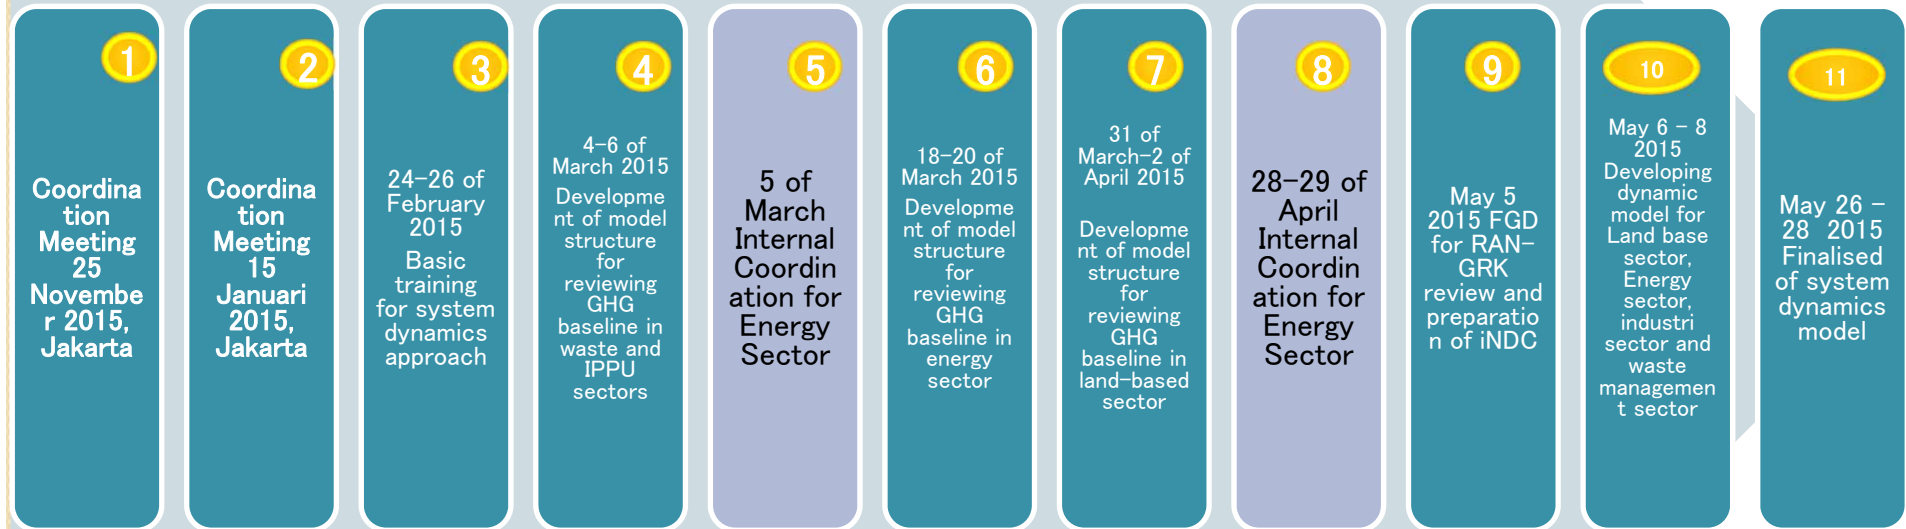 1
Coordina
tion
Meeting
25
Novembe
r 2015,
Jakarta
2
Coordina
tion
Meeting
15
Januari
2015,
Jakarta
3
24-26 of
February
2015
Basic
training
for system
dynamics
approach
4
4-6 of
March 2015
Developme
nt of model
structure
for
reviewing
GHG
baseline in
waste and
IPPU
sectors
5
5 of
March
Internal
Coordin
ation for
Energy
Sector
6
18-20 of
March 2015
Developme
nt of model
structure
for
reviewing
GHG
baseline in
energy
sector
7
31 of
March-2 of
April 2015
Developme
nt of model
structure
for
reviewing
GHG
baseline in
land-based
sector
8
28-29 of
April
Internal
Coordin
ation for
Energy
Sector
9
May 5
2015 FGD
for RAN-
GRK
review and
preparatio
n of iNDC
10
May 6 - 8
2015
Developing
dynamic
model for
Land base
sector,
Energy
sector,
industri
sector and
waste
managemen
t sector
11
May 26 -
28 2015
Finalised
of system
dynamics
model